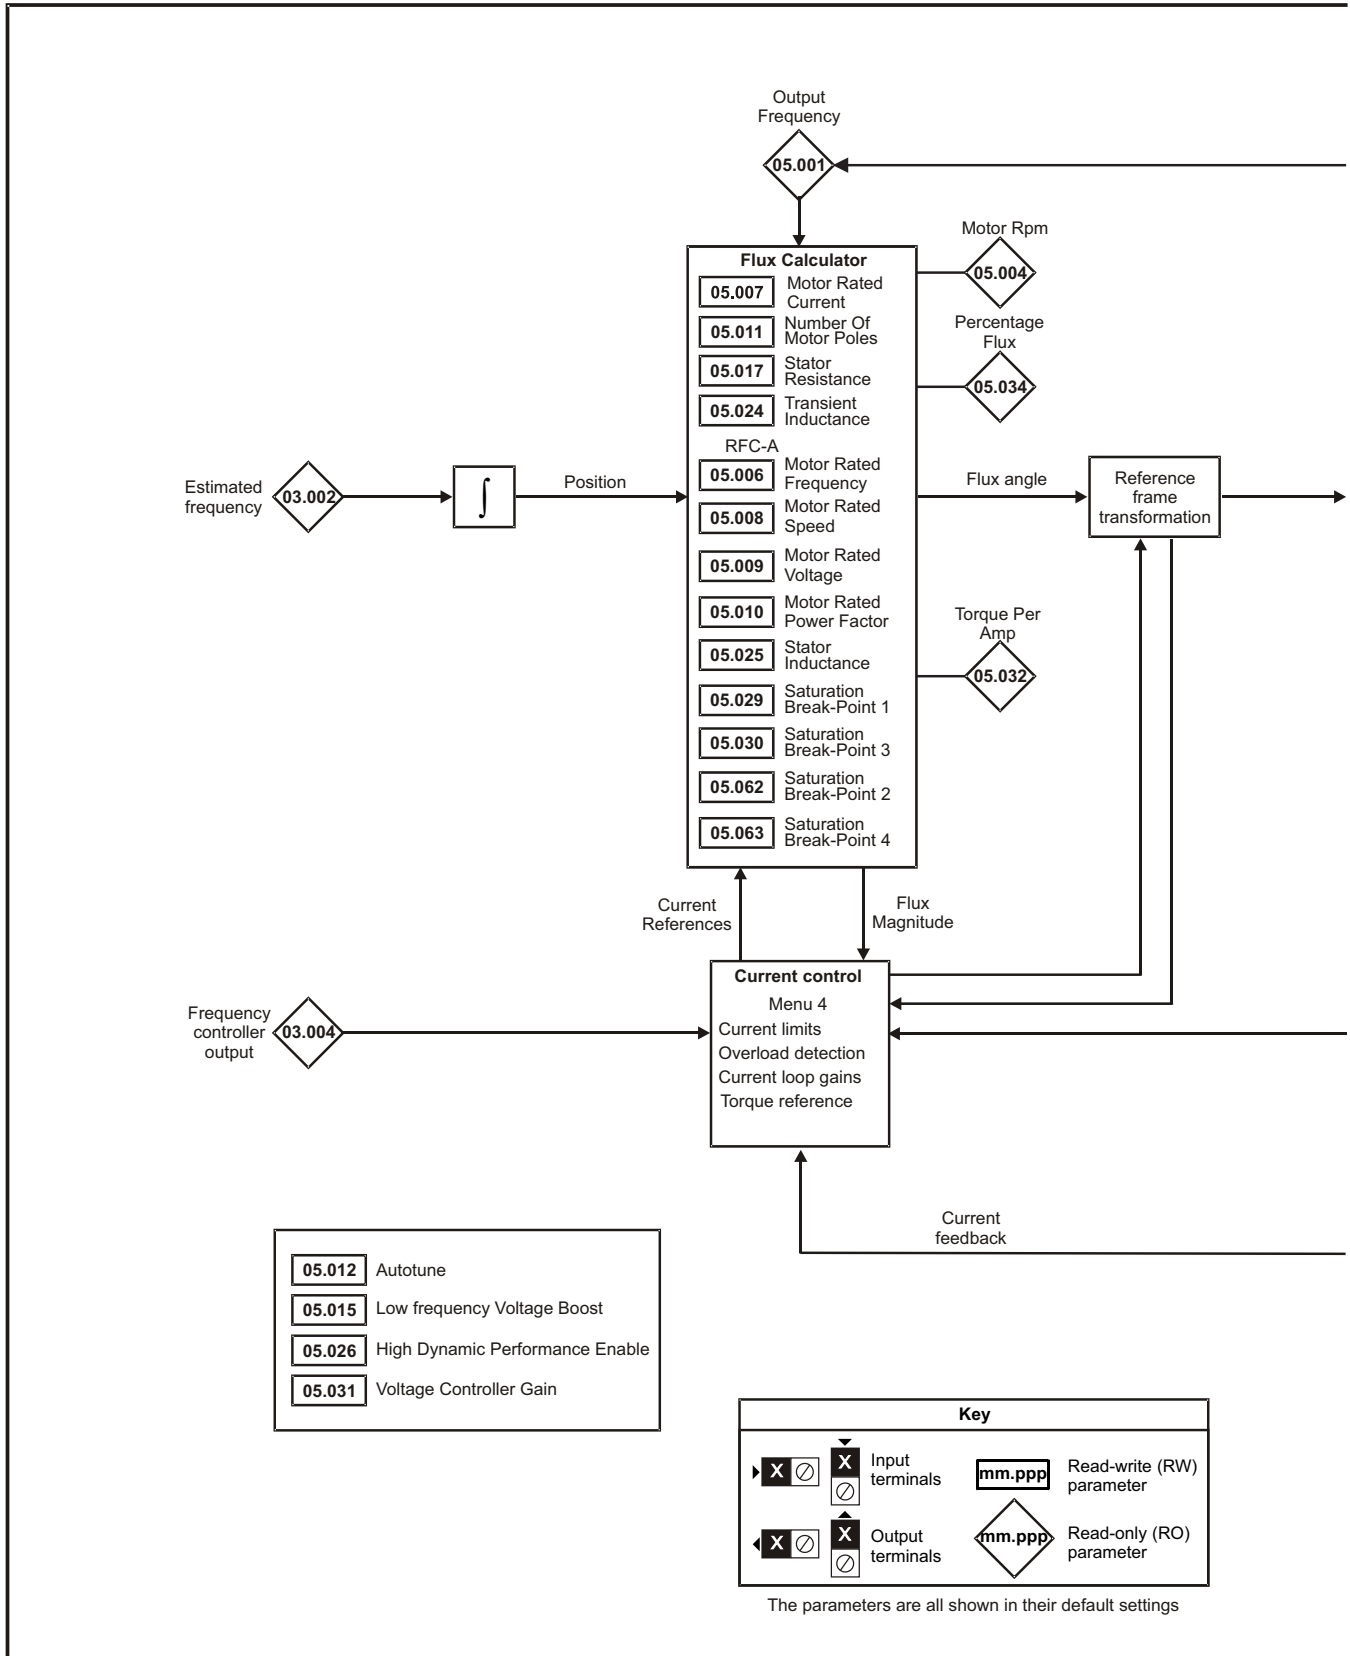 Output
Frequency
05.001
Motor Rpm
05.004
Percentage
Flux
05.034
Flux Calculator
05.007 Motor Rated
Current
05.011 Number Of
Motor Poles
05.017 Stator
Resistance
05.024 Transient
Inductance
RFC-A
05.006 Motor Rated
Frequency
05.008 Motor Rated
Speed
05.009 Motor Rated
Voltage
05.010 Motor Rated
Power Factor
05.025 Stator
Inductance
05.029 Saturation
Break-Point 1
05.030 Saturation
Break-Point 3
05.062 Saturation
Break-Point 2
05.063 Saturation
Break-Point 4
Estimated
frequency
03.002
∫
Position
Flux angle
Reference
frame
transformation
Torque Per
Amp
05.032
Current
References
Flux
Magnitude
Frequency
controller
output
03.004
Current control
Menu 4
Current limits
Overload detection
Current loop gains
Torque reference
Current
feedback
05.012 Autotune
05.015 Low frequency Voltage Boost
05.026 High Dynamic Performance Enable
05.031 Voltage Controller Gain
Key
X X Input
terminals
mm.ppp Read-write (RW)
parameter
X X Output
terminals
mm.ppp Read-only (RO)
parameter
The parameters are all shown in their default settings